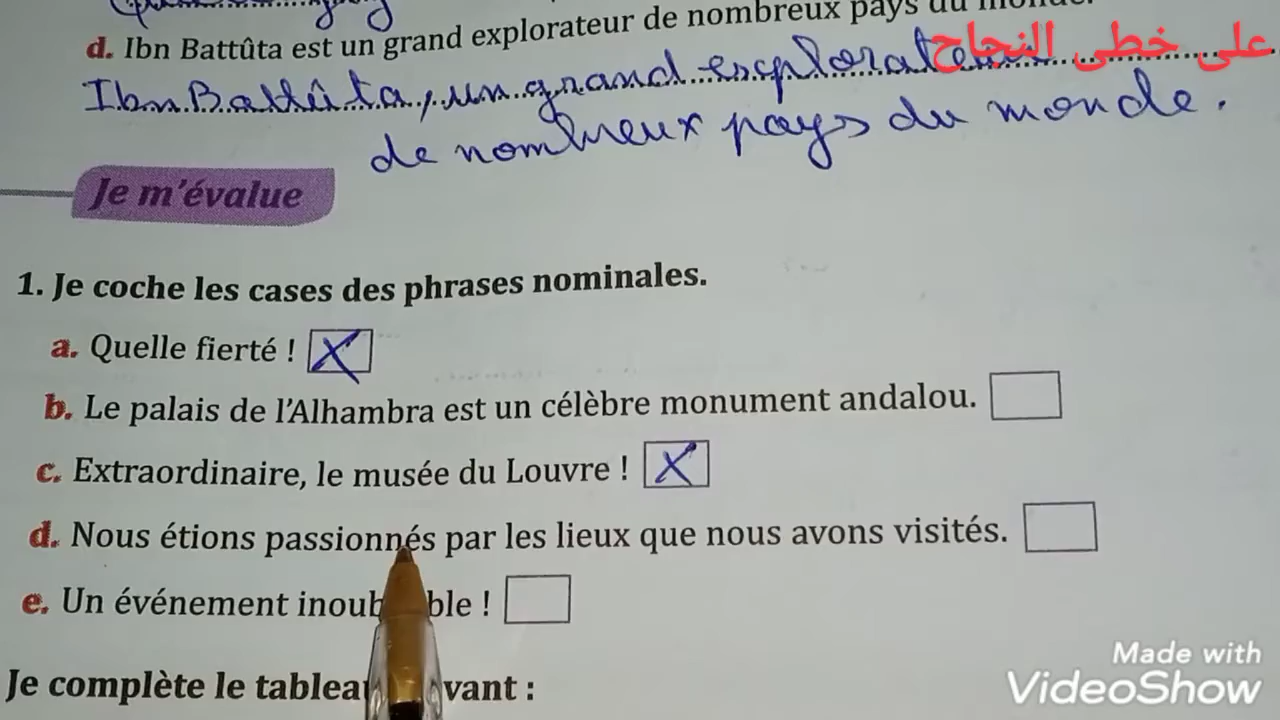 d. Ibn Battûta est un grand explorateur de nombreux pays du monde.
على خطى النجاح
Ibn Battûta, un grand explorateur
de nombreux pays du monde.
Je m'évalue
1. Je coche les cases des phrases nominales.
a. Quelle fierté ! X
b. Le palais de l'Alhambra est un célèbre monument andalou.
c. Extraordinaire, le musée du Louvre ! X
d. Nous étions passionnés par les lieux que nous avons visités.
e. Un événement inoubliable !
Je complète le tableau suivant :
Made with
VideoShow